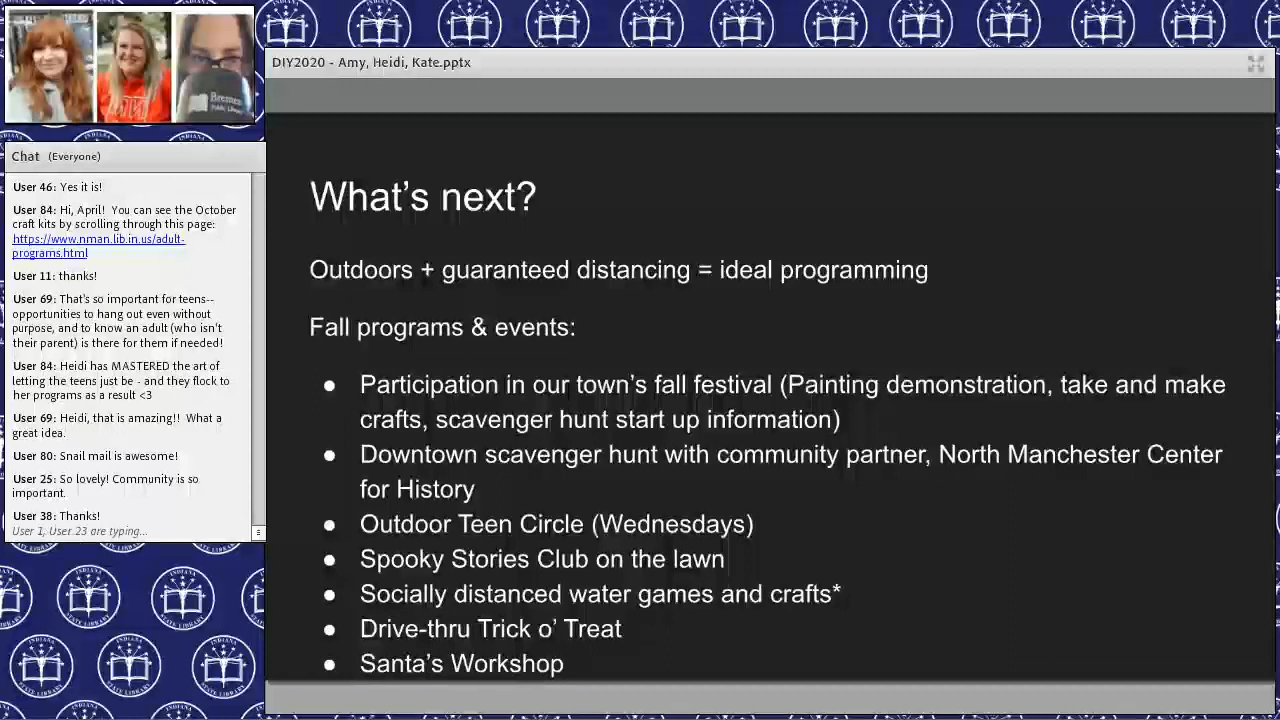 DIY2020 - Amy, Heidi, Kate.pptx
Bremen
Public Library
Chat (Everyone)
User 46: Yes it is!
User 84: Hi, April! You can see the October
craft kits by scrolling through this page:
https://www.nman.lib.in.us/adult-
programs.html
User 11: thanks!
User 69: That's so important for teens--
opportunities to hang out even without
purpose, and to know an adult (who isn't
their parent) is there for them if needed!
User 84: Heidi has MASTERED the art of
letting the teens just be - and they flock to
her programs as a result <3
User 69: Heidi, that is amazing!! What a
great idea.
User 80: Snail mail is awesome!
User 25: So lovely! Community is so
important.
User 38: Thanks!
User 1, User 23 are typing...
What's next?
Outdoors + guaranteed distancing = ideal programming
Fall programs & events:
● Participation in our town's fall festival (Painting demonstration, take and make
crafts, scavenger hunt start up information)
● Downtown scavenger hunt with community partner, North Manchester Center
for History
● Outdoor Teen Circle (Wednesdays)
● Spooky Stories Club on the lawn
● Socially distanced water games and crafts*
● Drive-thru Trick o' Treat
● Santa's Workshop
INDIANA
STATE LIBRARY